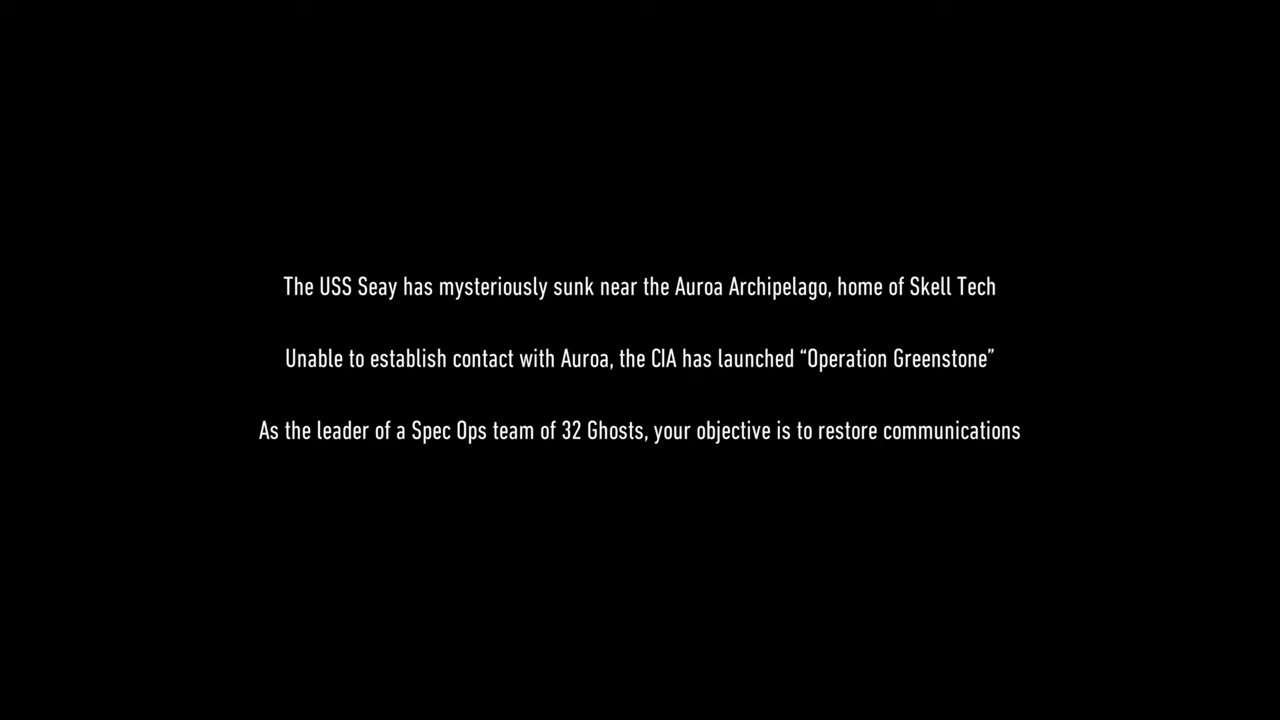 The USS Seay has mysteriously sunk near the Auroa Archipelago, home of Skell Tech
Unable to establish contact with Auroa, the CIA has launched “Operation Greenstone”
As the leader of a Spec Ops team of 32 Ghosts, your objective is to restore communications